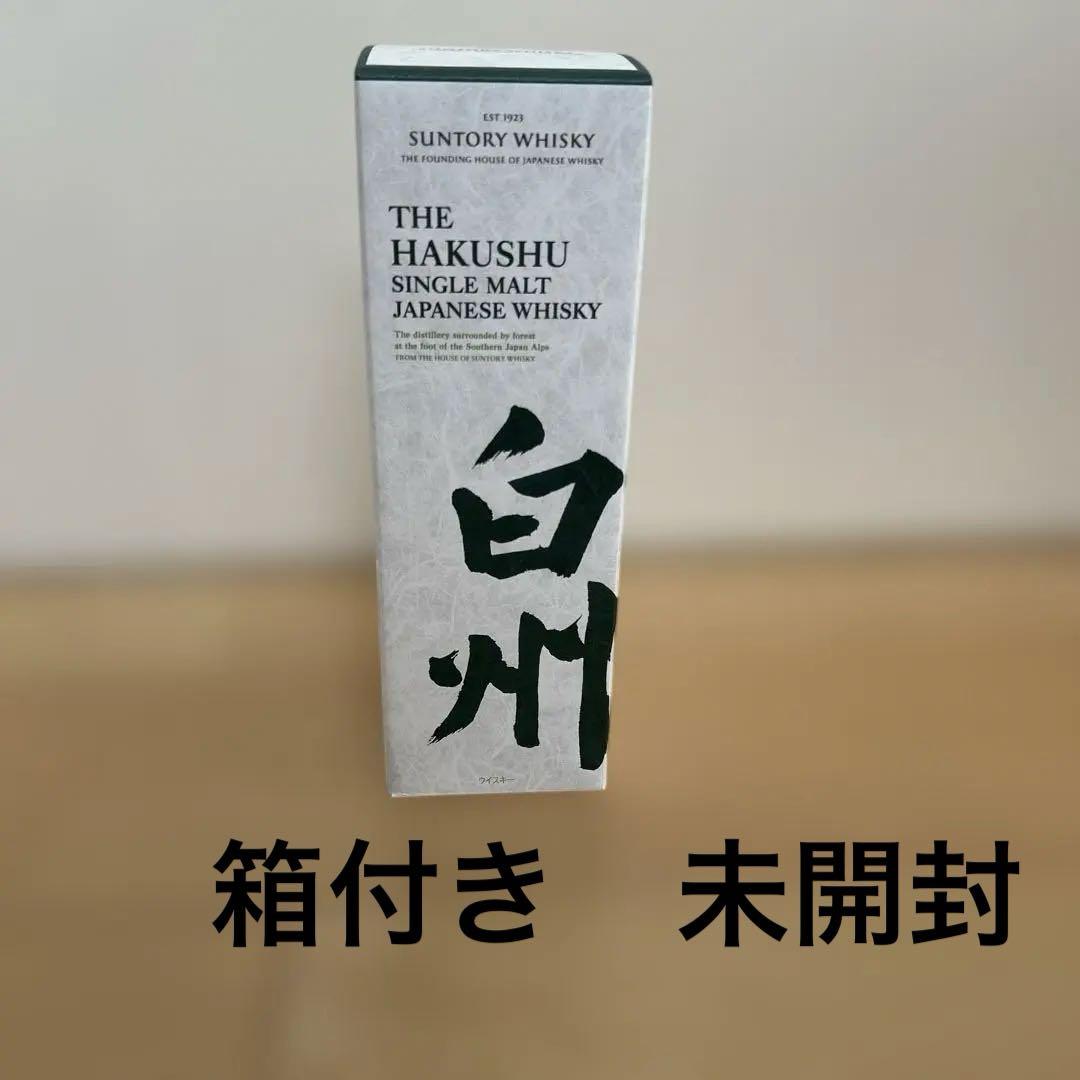 EST 1923
SUNTORY WHISKY
THE FOUNDING HOUSE OF JAPANESE WHISKY
THE
HAKUSHU
SINGLE MALT
JAPANESE WHISKY
The distillery surrounded by forest
at the foot of the Southern Japan Alps
FROM THE HOUSE OF SUNTORY WHISKY
白
州
ウイスキー
箱付き 未開封